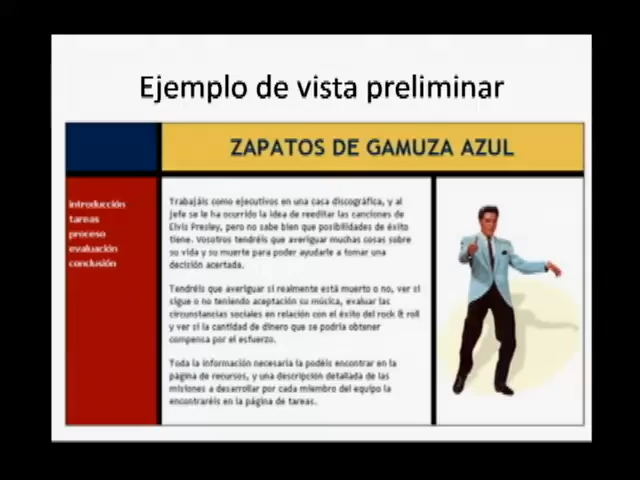 Ejemplo de vista preliminar
ZAPATOS DE GAMUZA AZUL
introducción
tareas
proceso
evaluación
conclusión
Trabajáis como ejecutivos en una casa discográfica, y al
jefe se le ha ocurrido la idea de reeditar las canciones de
Elvis Presley, pero no sabe bien que posibilidades de éxito
tiene. Vosotros tendréis que averiguar muchas cosas sobre
su vida y su muerte para poder ayudarle a tomar una
decisión acertada.
Tendréis que averiguar si realmente está muerto o no, ver si
sigue o no teniendo aceptación su música, evaluar las
circunstancias sociales en relación con el éxito del rock & roll
y ver si la cantidad de dinero que se podría obtener
compensa por el esfuerzo.
Toda la información necesaria la podéis encontrar en la
página de recursos, y una descripción detallada de las
misiones a desarrollar por cada miembro del equipo la
encontraréis en la página de tareas.